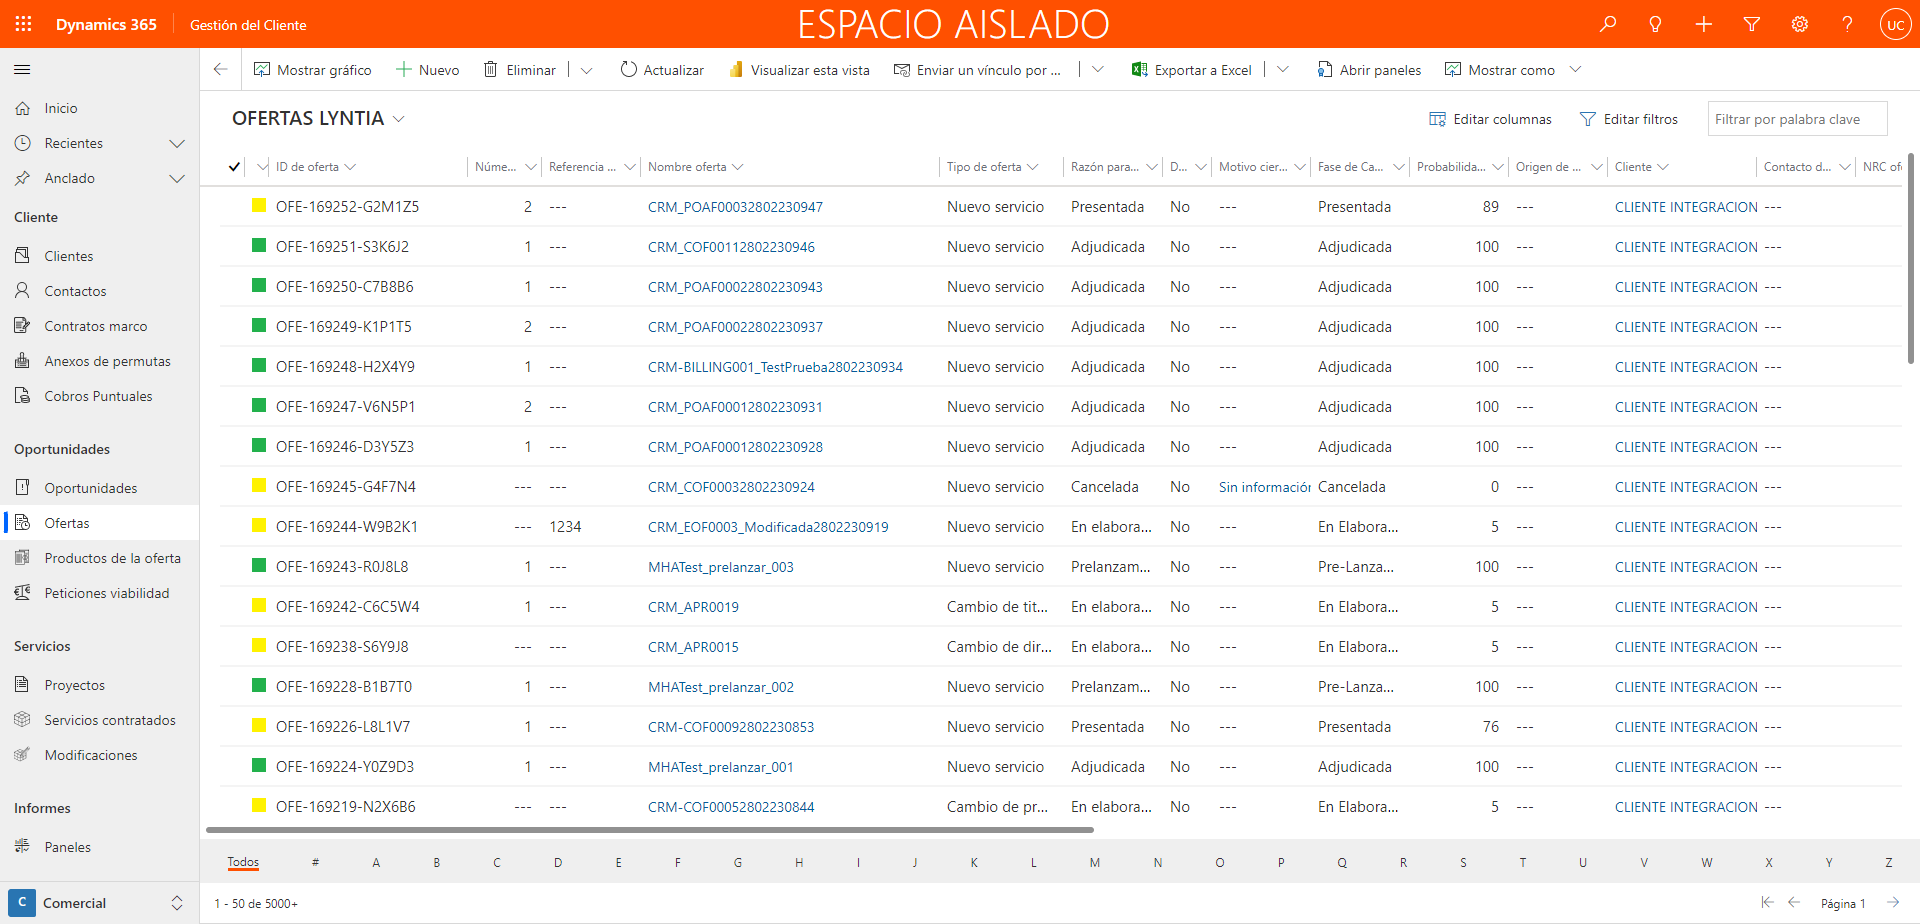 Dynamics 365 Gestión del Cliente ESPACIO AISLADO UC
Mostrar gráfico Nuevo Eliminar Actualizar Visualizar esta vista Enviar un vínculo por ... Exportar a Excel Abrir paneles Mostrar como
Inicio
Recientes
Anclado
Cliente
Clientes
Contactos
Contratos marco
Anexos de permutas
Cobros Puntuales
Oportunidades
Oportunidades
Ofertas
Productos de la oferta
Peticiones viabilidad
Servicios
Proyectos
Servicios contratados
Modificaciones
Informes
Paneles
C Comercial
OFERTAS LYNTIA Editar columnas Editar filtros Filtrar por palabra clave
ID de oferta Núme... Referencia ... Nombre oferta Tipo de oferta Razón para... D... Motivo cier... Fase de Ca... Probabilida... Origen de ... Cliente Contacto d... NRC of
OFE-169252-G2M1Z5 2 --- CRM_POAF00032802230947 Nuevo servicio Presentada No --- Presentada 89 --- CLIENTE INTEGRACION ---
OFE-169251-S3K6J2 1 --- CRM_COF00112802230946 Nuevo servicio Adjudicada No --- Adjudicada 100 --- CLIENTE INTEGRACION ---
OFE-169250-C7B8B6 1 --- CRM_POAF00022802230943 Nuevo servicio Adjudicada No --- Adjudicada 100 --- CLIENTE INTEGRACION ---
OFE-169249-K1P1T5 2 --- CRM_POAF00022802230937 Nuevo servicio Adjudicada No --- Adjudicada 100 --- CLIENTE INTEGRACION ---
OFE-169248-H2X4Y9 1 --- CRM-BILLING001_TestPrueba2802230934 Nuevo servicio Adjudicada No --- Adjudicada 100 --- CLIENTE INTEGRACION ---
OFE-169247-V6N5P1 2 --- CRM_POAF00012802230931 Nuevo servicio Adjudicada No --- Adjudicada 100 --- CLIENTE INTEGRACION ---
OFE-169246-D3Y5Z3 1 --- CRM_POAF00012802230928 Nuevo servicio Adjudicada No --- Adjudicada 100 --- CLIENTE INTEGRACION ---
OFE-169245-G4F7N4 --- --- CRM_COF00032802230924 Nuevo servicio Cancelada No Sin información Cancelada 0 --- CLIENTE INTEGRACION ---
OFE-169244-W9B2K1 --- 1234 CRM_EOF0003_Modificada2802230919 Nuevo servicio En elabora... No --- En Elabora... 5 --- CLIENTE INTEGRACION ---
OFE-169243-R0J8L8 1 --- MHATest_prelanzar_003 Nuevo servicio Prelanzam... No --- Pre-Lanza... 100 --- CLIENTE INTEGRACION ---
OFE-169242-C6C5W4 1 --- CRM_APR0019 Cambio de tit... En elabora... No --- En Elabora... 5 --- CLIENTE INTEGRACION ---
OFE-169238-S6Y9J8 --- --- CRM_APR0015 Cambio de dir... En elabora... No --- En Elabora... 5 --- CLIENTE INTEGRACION ---
OFE-169228-B1B7T0 1 --- MHATest_prelanzar_002 Nuevo servicio Prelanzam... No --- Pre-Lanza... 100 --- CLIENTE INTEGRACION ---
OFE-169226-L8L1V7 1 --- CRM-COF00092802230853 Nuevo servicio Presentada No --- Presentada 76 --- CLIENTE INTEGRACION ---
OFE-169224-Y0Z9D3 1 --- MHATest_prelanzar_001 Nuevo servicio Adjudicada No --- Adjudicada 100 --- CLIENTE INTEGRACION ---
OFE-169219-N2X6B6 --- --- CRM-COF00052802230844 Cambio de pr... En elabora... No --- En Elabora... 5 --- CLIENTE INTEGRACION ---
Todos # A B C D E F G H I J K L M N O P Q R S T U V W X Y Z
1 - 50 de 5000+ Página 1